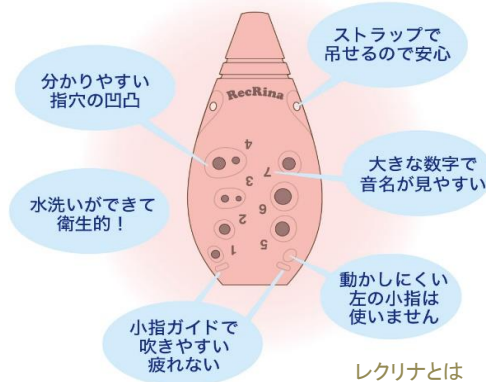 ストラップで
吊せるので安心
分かりやすい
指穴の凹凸
RecRina
4
3
7
大きな数字で
音名が見やすい
水洗いができて
衛生的！
6
2
1
5
動かしにくい
左の小指は
使いません
小指ガイドで
吹きやすい
疲れない
レクリナとは